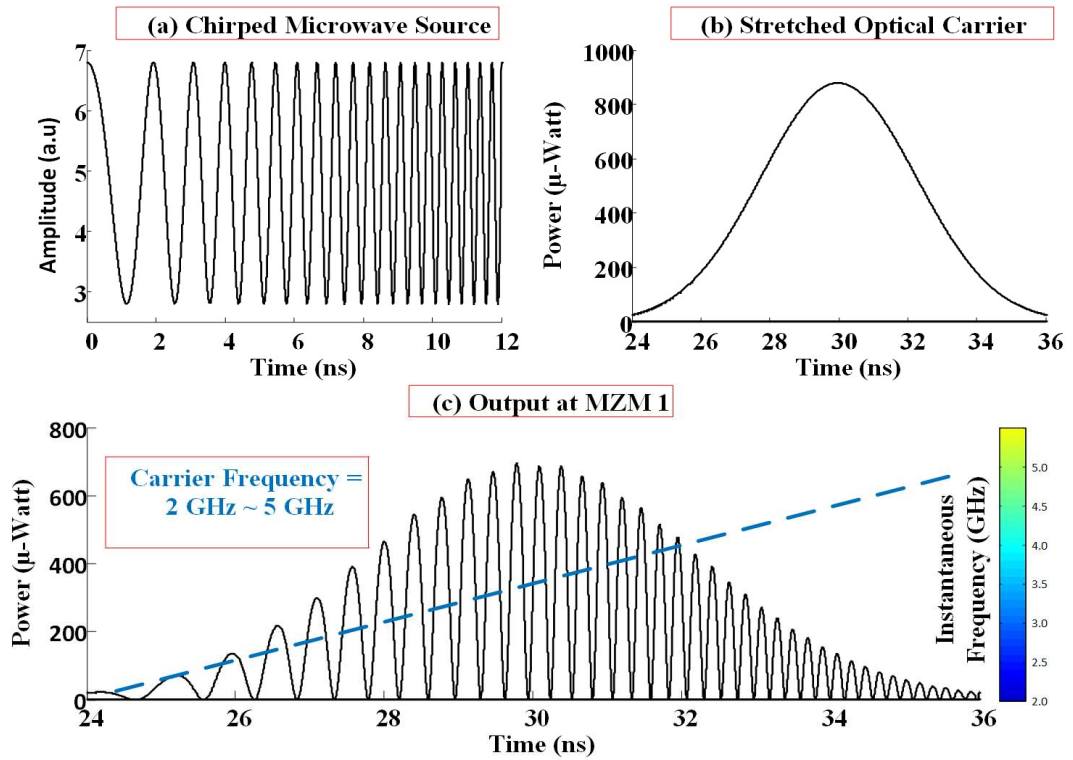 (a) Chirped Microwave Source
7
6
5
4
3
Amplitude (a.u)
0 2 4 6 8 10 12
Time (ns)
(b) Stretched Optical Carrier
1000
800
600
400
200
0
Power (μ-Watt)
24 26 28 30 32 34 36
Time (ns)
(c) Output at MZM 1
800
600
400
200
0
Power (μ-Watt)
Carrier Frequency =
2 GHz ~ 5 GHz
24 26 28 30 32 34 36
Time (ns)
Instantaneous
Frequency (GHz)
5.0
4.5
4.0
3.5
3.0
2.5
2.0